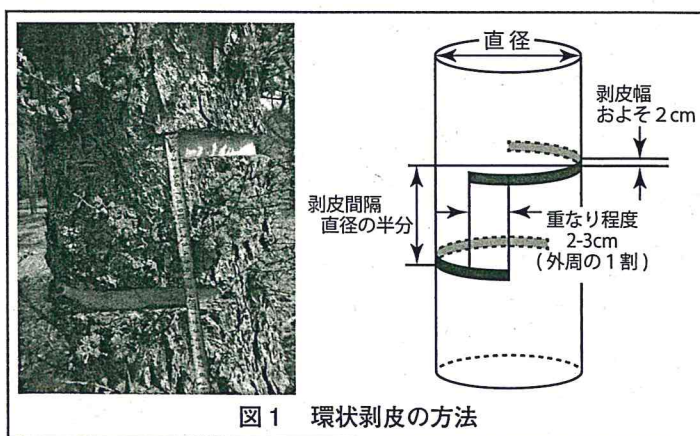 直径
剥皮幅
およそ2cm
剥皮間隔
直径の半分
重なり程度
2-3cm
(外周の1割)
図1 環状剥皮の方法